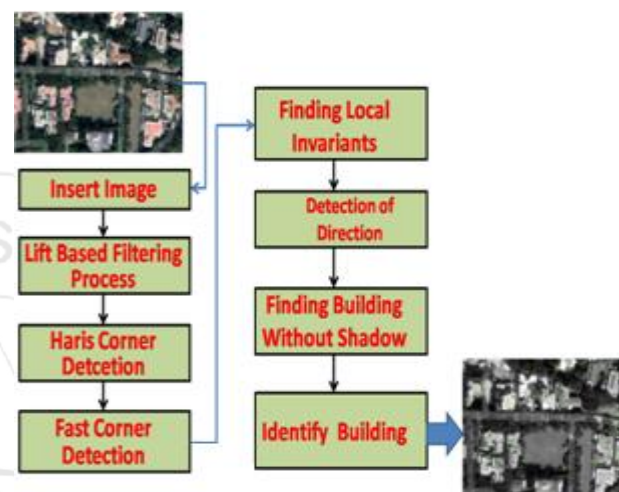 Insert Image
Lift Based Filtering
Process
Haris Corner
Detcetion
Fast Corner
Detection
Finding Local
Invariants
Detection of
Direction
Finding Building
Without Shadow
Identify Building